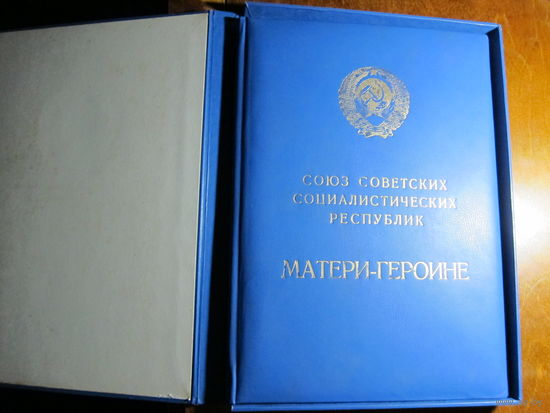 СОЮЗ СОВЕТСКИХ
СОЦИАЛИСТИЧЕСКИХ
РЕСПУБЛИК
МАТЕРИ-ГЕРОИНЕ